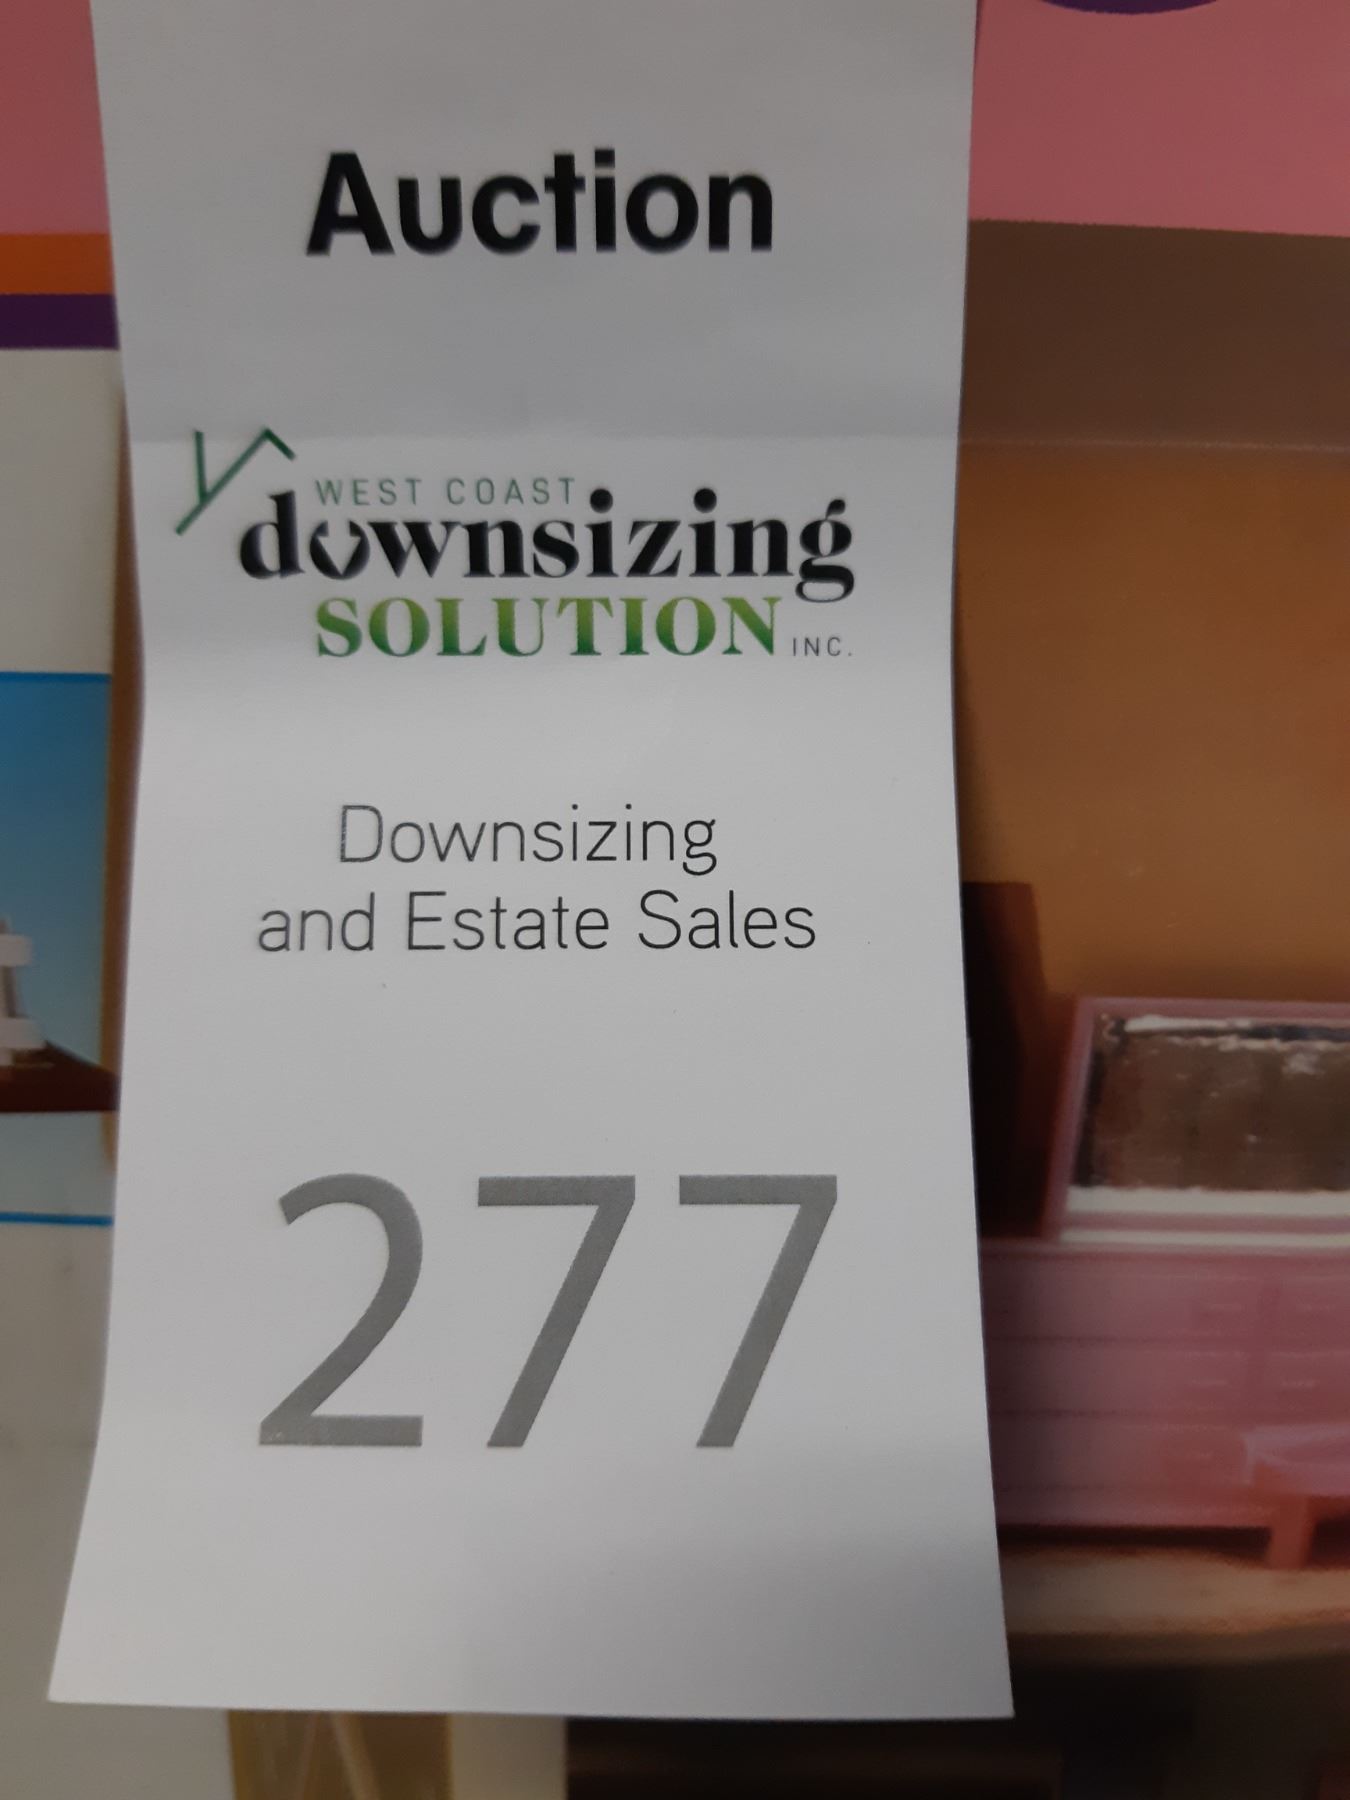 Auction
WEST COAST
downsizing
SOLUTION INC.
Downsizing
and Estate Sales
277